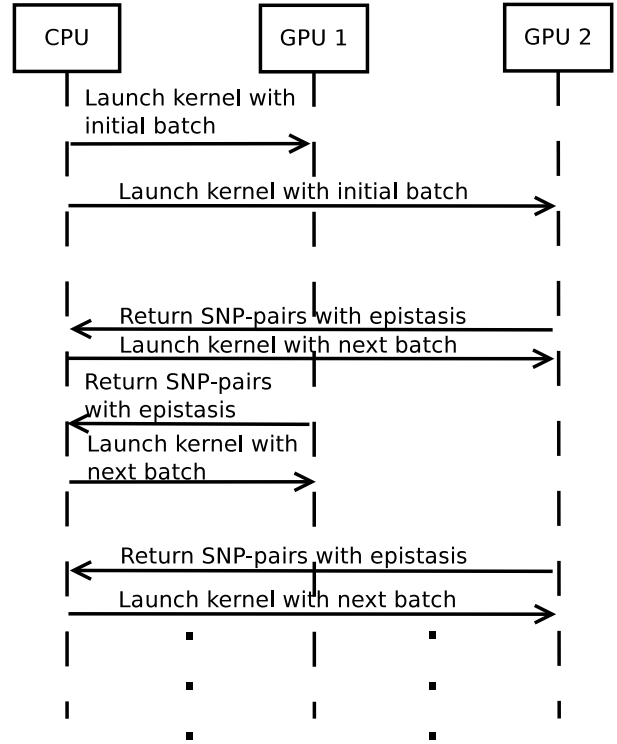 CPU
GPU 1
GPU 2
Launch kernel with
initial batch
Launch kernel with initial batch
Return SNP-pairs with epistasis
Launch kernel with next batch
Return SNP-pairs
with epistasis
Launch kernel with
next batch
Return SNP-pairs with epistasis
Launch kernel with next batch